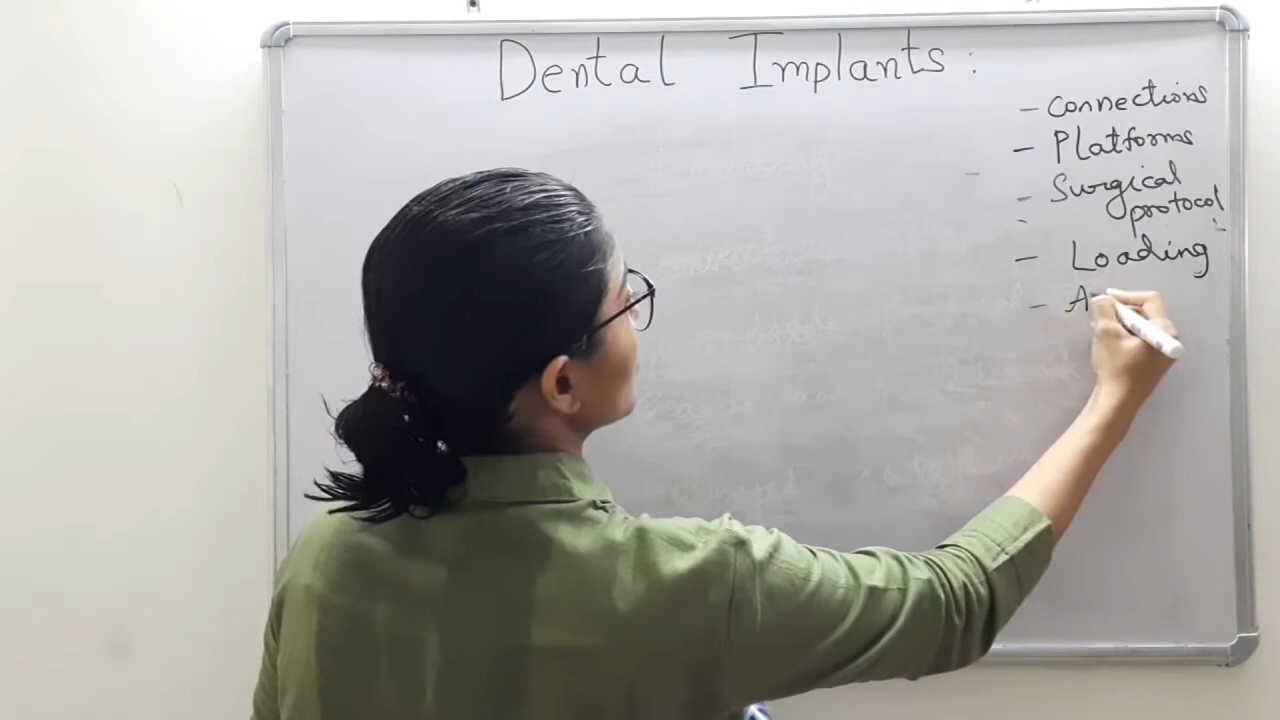 Dental Implants :
- Connections
- Platforms
- Surgical
protocol
- Loading
- A